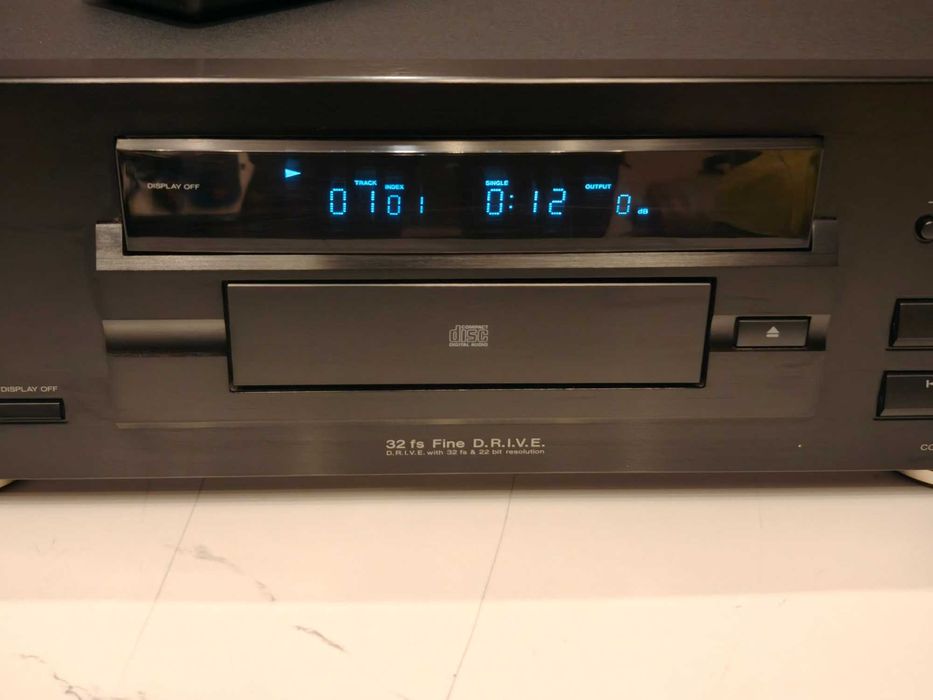 DISPLAY OFF
TRACK INDEX SINGLE OUTPUT
01 01 0:12 0 dB
COMPACT
disc
DIGITAL AUDIO
DISPLAY OFF
32 fs Fine D.R.I.V.E.
D.R.I.V.E. with 32 fs & 22 bit resolution